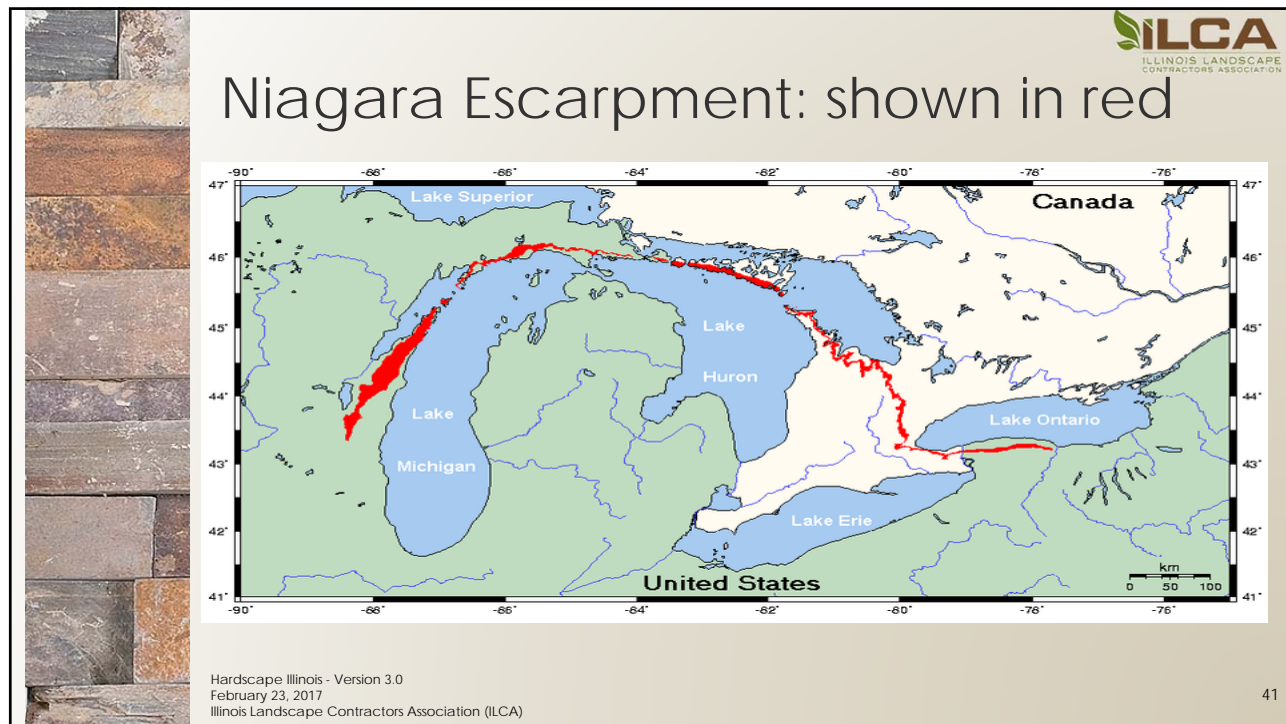 ILCA
ILLINOIS LANDSCAPE
CONTRACTORS ASSOCIATION
Niagara Escarpment: shown in red
-90° -88° -86° -84° -82° -80° -78° -76°
47° 47°
Lake Superior
Canada
46° 46°
45° 45°
Lake
Huron
44° 44°
Lake
Michigan
Lake Ontario
43° 43°
42° 42°
Lake Erie
km
0 50 100
United States
41° 41°
-90° -88° -86° -84° -82° -80° -78° -76°
Hardscape Illinois - Version 3.0
February 23, 2017
Illinois Landscape Contractors Association (ILCA)
41